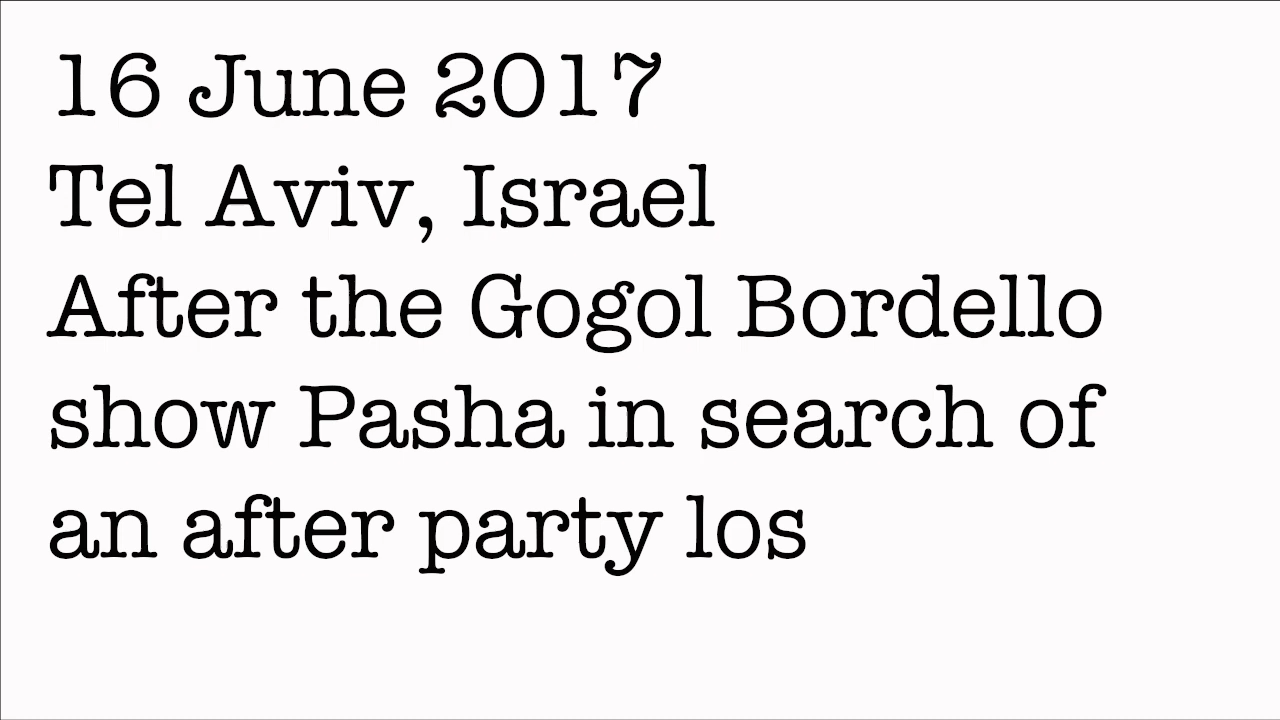 16 June 2017
Tel Aviv, Israel
After the Gogol Bordello
show Pasha in search of
an after party los